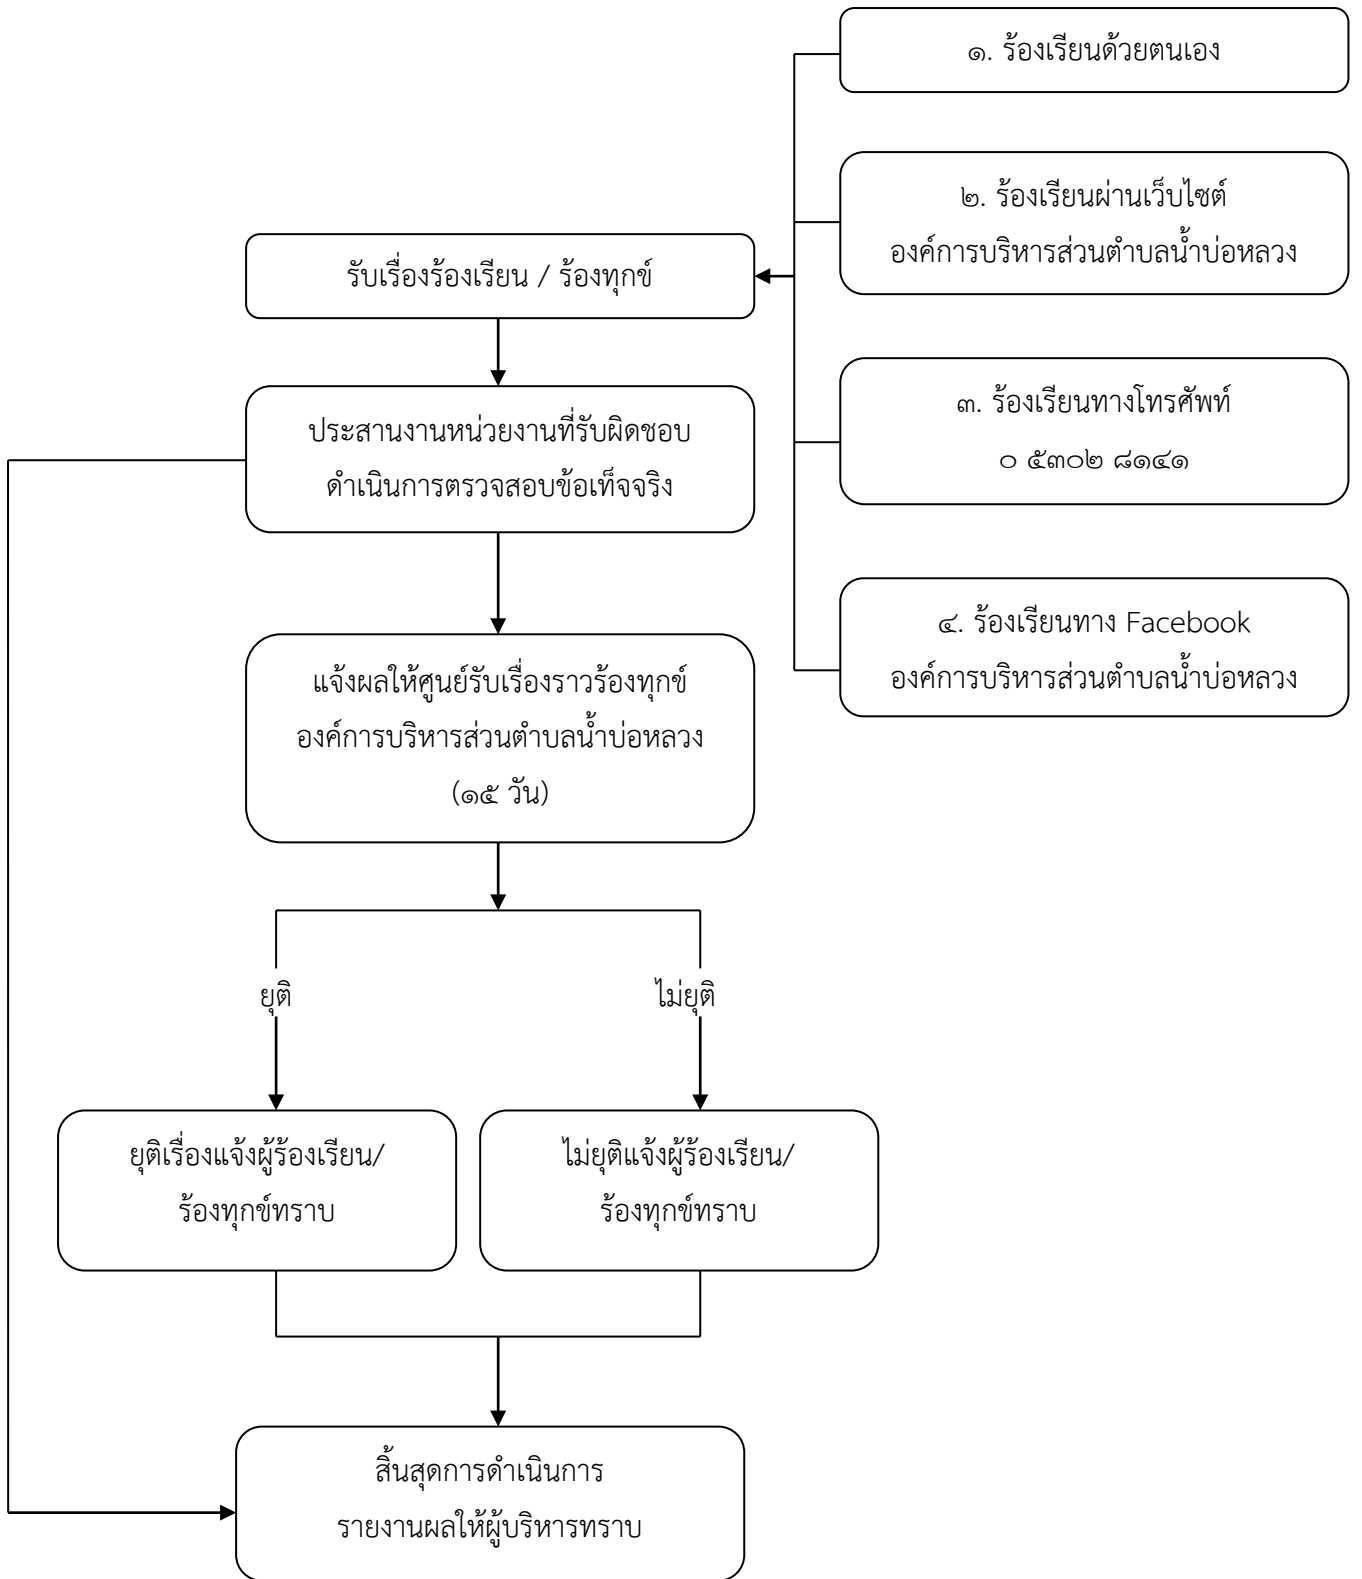 ๑. ร้องเรียนด้วยตนเอง
๒. ร้องเรียนผ่านเว็บไซต์
องค์การบริหารส่วนตำบลน้ำบ่อหลวง
๓. ร้องเรียนทางโทรศัพท์
๐ ๕๓๐๒ ๘๑๔๑
๔. ร้องเรียนทาง Facebook
องค์การบริหารส่วนตำบลน้ำบ่อหลวง
รับเรื่องร้องเรียน / ร้องทุกข์
ประสานงานหน่วยงานที่รับผิดชอบ
ดำเนินการตรวจสอบข้อเท็จจริง
แจ้งผลให้ศูนย์รับเรื่องราวร้องทุกข์
องค์การบริหารส่วนตำบลน้ำบ่อหลวง
(๑๕ วัน)
ยุติ
ไม่ยุติ
ยุติเรื่องแจ้งผู้ร้องเรียน/
ร้องทุกข์ทราบ
ไม่ยุติแจ้งผู้ร้องเรียน/
ร้องทุกข์ทราบ
สิ้นสุดการดำเนินการ
รายงานผลให้ผู้บริหารทราบ